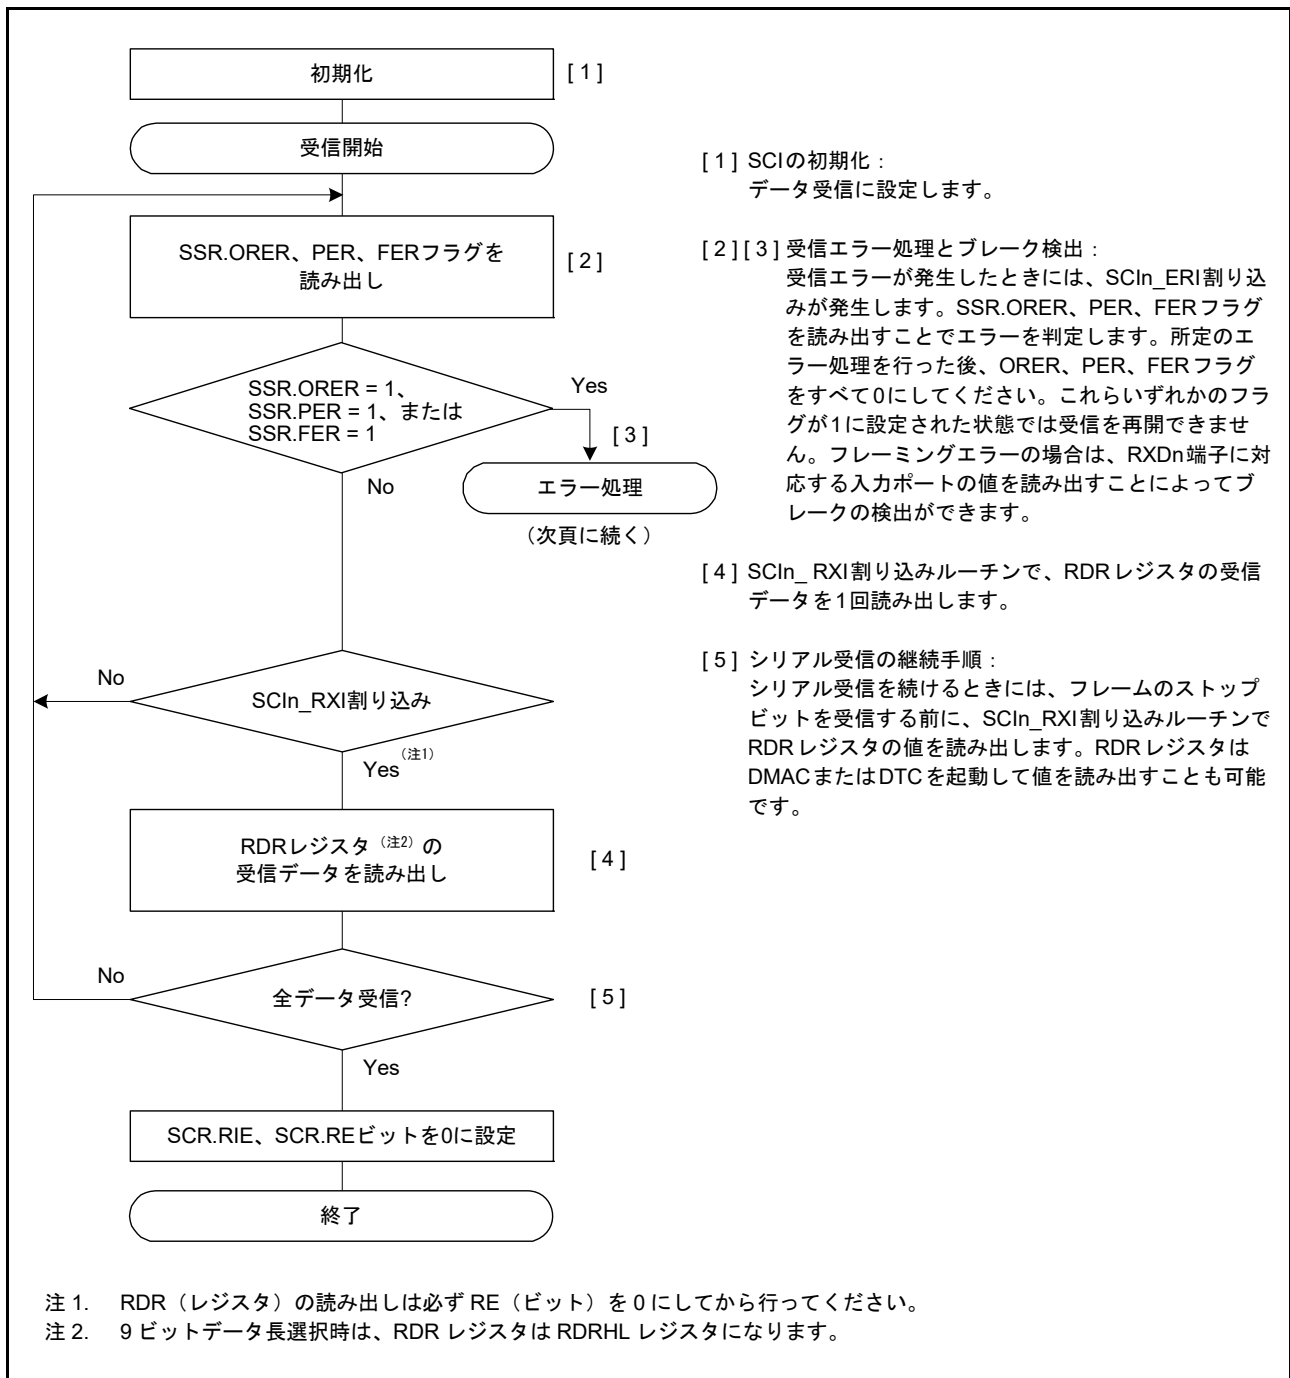 初期化
[ 1 ]
受信開始
SSR.ORER、PER、FERフラグを
読み出し
[ 2 ]
SSR.ORER = 1、
SSR.PER = 1、または
SSR.FER = 1
Yes
[ 3 ]
No
エラー処理
（次頁に続く）
No
SCIn_RXI割り込み
Yes（注1）
RDRレジスタ（注2）の
受信データを読み出し
[ 4 ]
No
全データ受信?
[ 5 ]
Yes
SCR.RIE、SCR.REビットを0に設定
終了
[ 1 ] SCIの初期化：
データ受信に設定します。
[ 2 ] [ 3 ] 受信エラー処理とブレーク検出：
受信エラーが発生したときには、SCIn_ERI割り込
みが発生します。SSR.ORER、PER、FERフラグ
を読み出すことでエラーを判定します。所定のエ
ラー処理を行った後、ORER、PER、FERフラグ
をすべて0にしてください。これらいずれかのフラ
グが1に設定された状態では受信を再開できませ
ん。フレーミングエラーの場合は、RXDn端子に対
応する入力ポートの値を読み出すことによってブ
レークの検出ができます。
[ 4 ] SCIn_ RXI割り込みルーチンで、RDRレジスタの受信
データを1回読み出します。
[ 5 ] シリアル受信の継続手順：
シリアル受信を続けるときには、フレームのストップ
ビットを受信する前に、SCIn_RXI割り込みルーチンで
RDRレジスタの値を読み出します。RDRレジスタは
DMACまたはDTCを起動して値を読み出すことも可能
です。
注 1. RDR（レジスタ）の読み出しは必ず RE（ビット）を 0 にしてから行ってください。
注 2. 9 ビットデータ長選択時は、RDR レジスタは RDRHL レジスタになります。